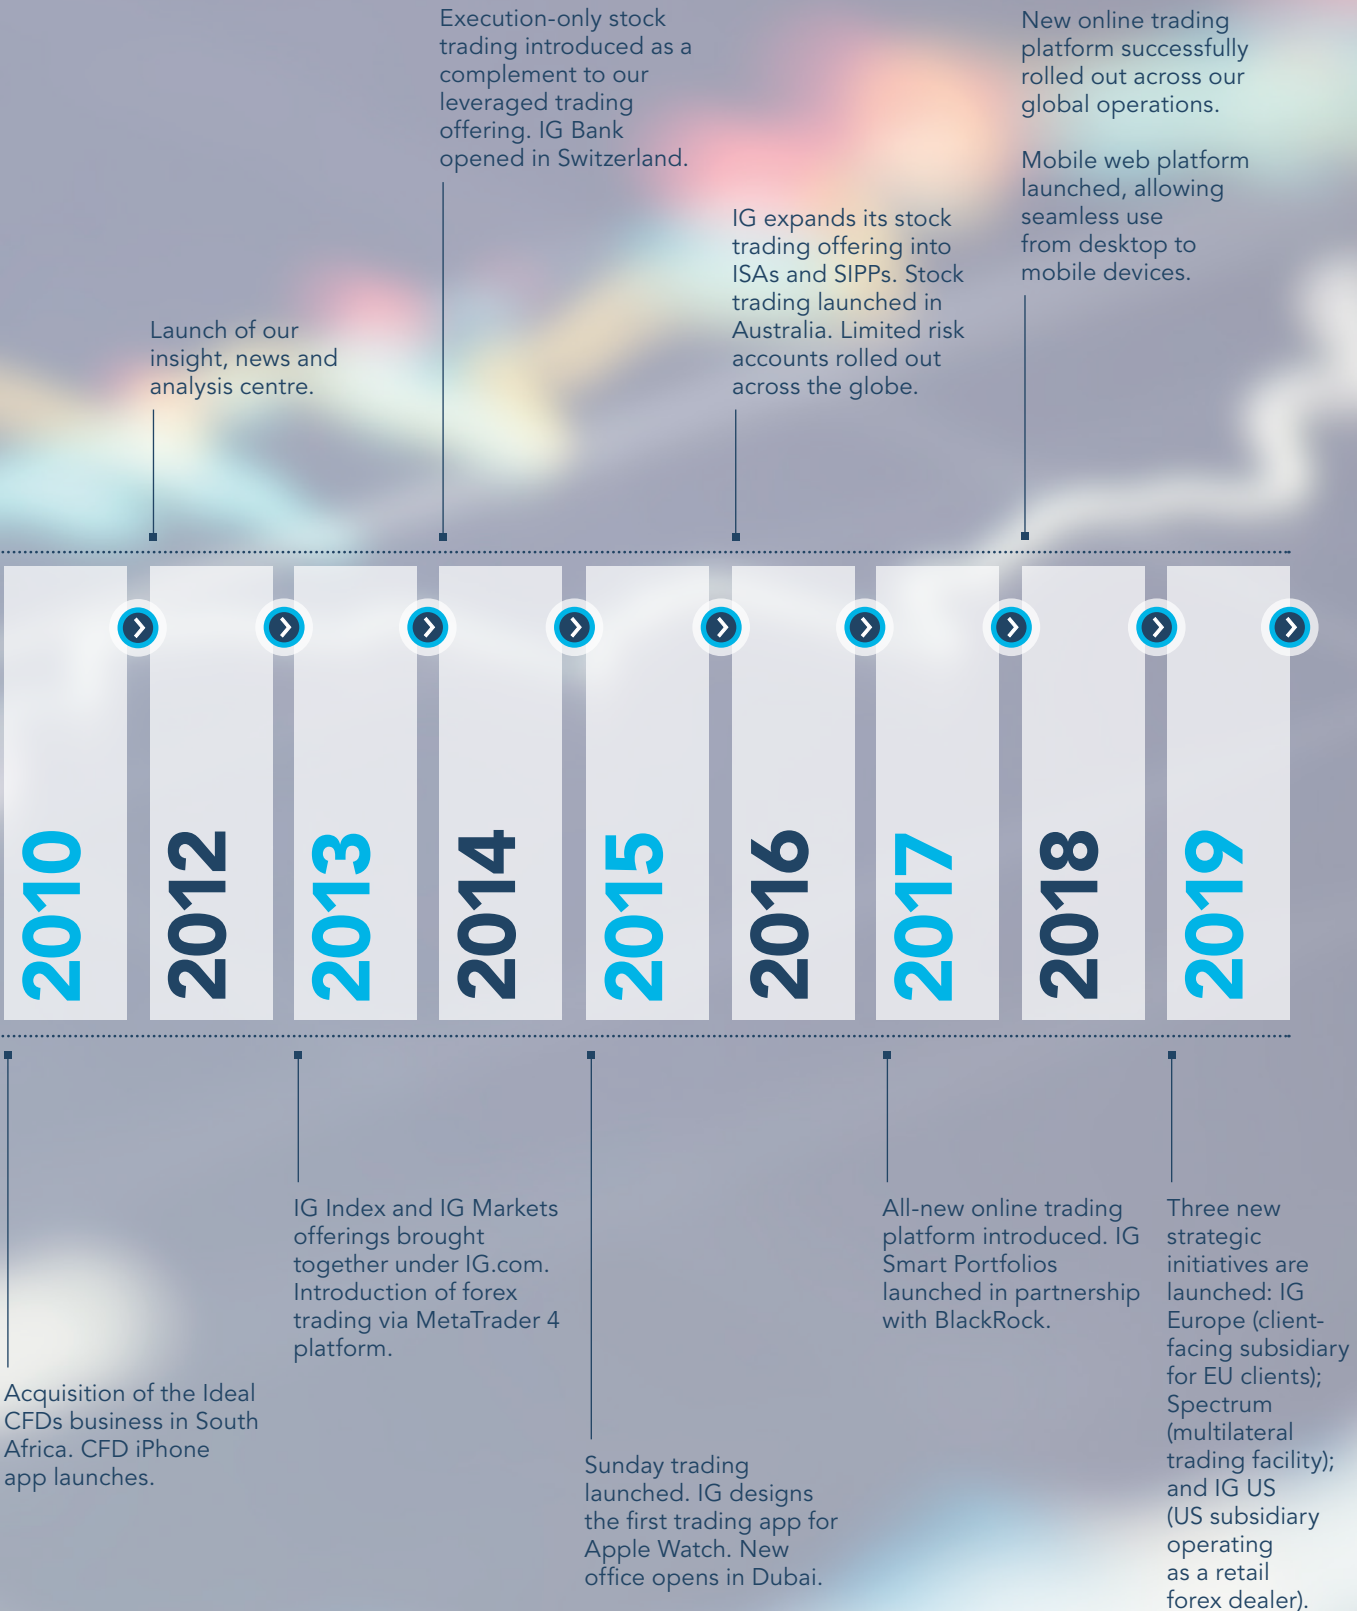 Execution-only stock
trading introduced as a
complement to our
leveraged trading
offering. IG Bank
opened in Switzerland.
New online trading
platform successfully
rolled out across our
global operations.
Mobile web platform
launched, allowing
seamless use
from desktop to
mobile devices.
IG expands its stock
trading offering into
ISAs and SIPPs. Stock
trading launched in
Australia. Limited risk
accounts rolled out
across the globe.
Launch of our
insight, news and
analysis centre.
2010
2012
2013
2014
2015
2016
2017
2018
2019
Acquisition of the Ideal
CFDs business in South
Africa. CFD iPhone
app launches.
IG Index and IG Markets
offerings brought
together under IG.com.
Introduction of forex
trading via MetaTrader 4
platform.
Sunday trading
launched. IG designs
the first trading app for
Apple Watch. New
office opens in Dubai.
All-new online trading
platform introduced. IG
Smart Portfolios
launched in partnership
with BlackRock.
Three new
strategic
initiatives are
launched: IG
Europe (client-
facing subsidiary
for EU clients);
Spectrum
(multilateral
trading facility);
and IG US
(US subsidiary
operating
as a retail
forex dealer).